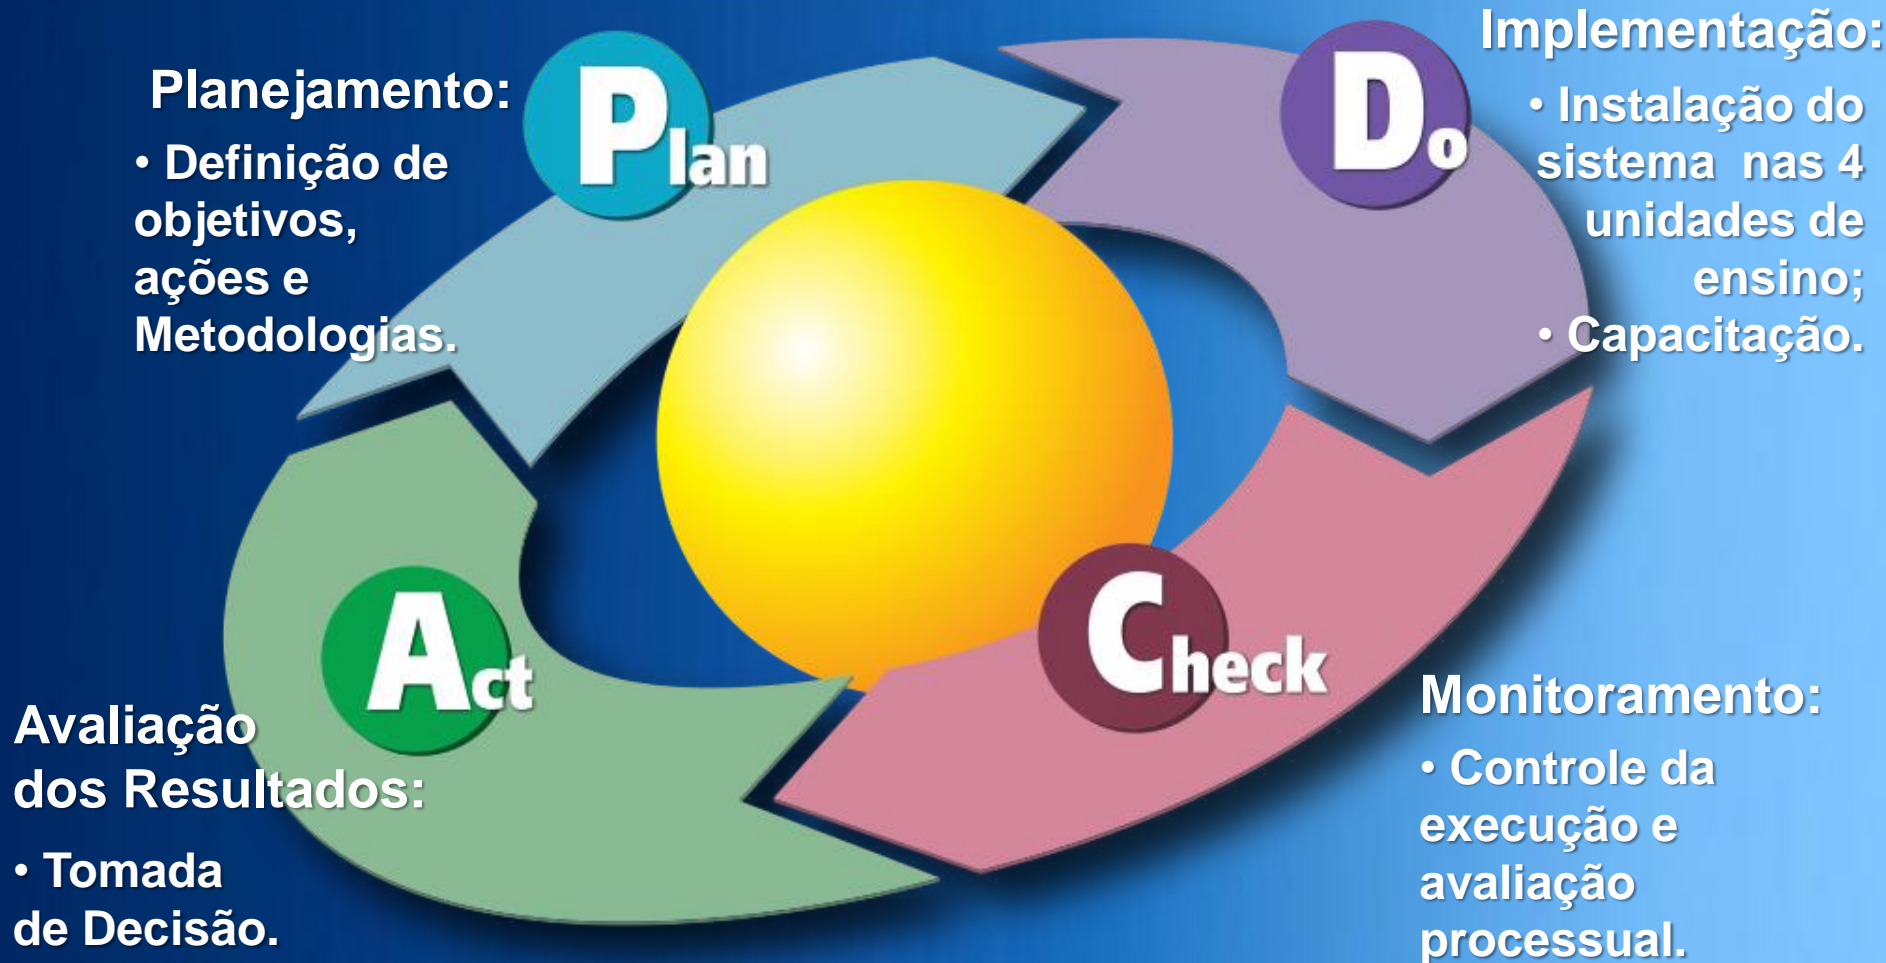 Planejamento:
• Definição de
objetivos,
ações e
Metodologias.
Plan
Do
Implementação:
• Instalação do
sistema nas 4
unidades de
ensino;
• Capacitação.
Check
Monitoramento:
• Controle da
execução e
avaliação
processual.
Act
Avaliação
dos Resultados:
• Tomada
de Decisão.